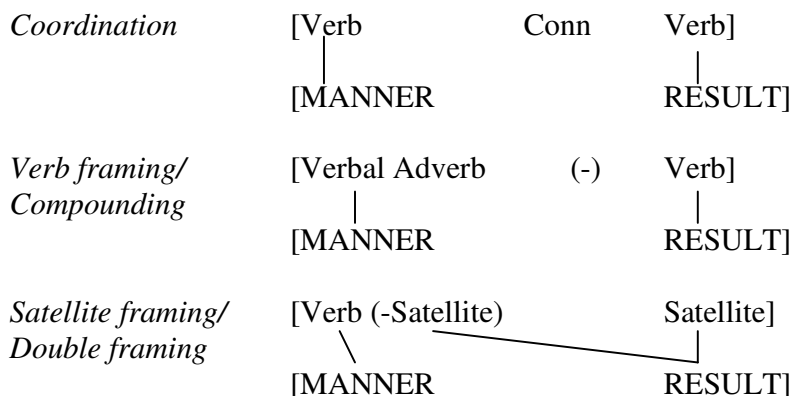 Coordination [Verb Conn Verb]
[MANNER RESULT]
Verb framing/ [Verbal Adverb (-) Verb]
Compounding
[MANNER RESULT]
Satellite framing/ [Verb (-Satellite) Satellite]
Double framing
[MANNER RESULT]